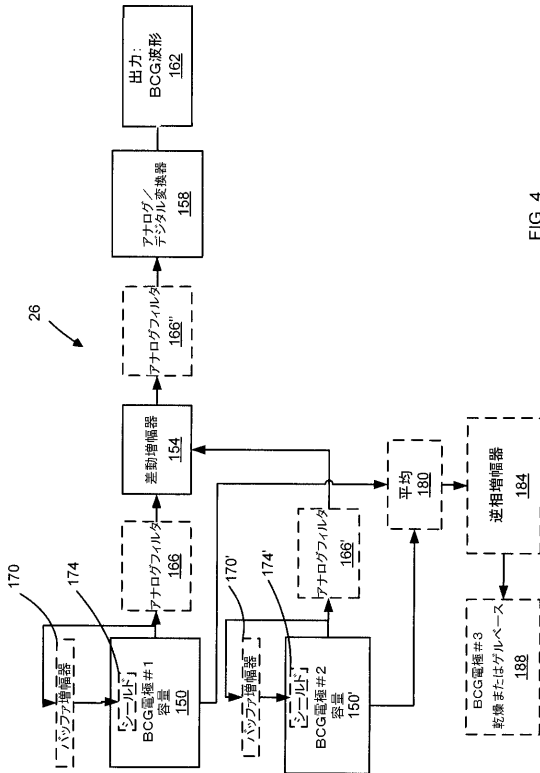 170
バッファ増幅器
174
シールド
BCG電極#1
容量
150
アナログフィルタ
166
26
差動増幅器
154
アナログフィルタ
166"
アナログ／
デジタル変換器
158
出力:
BCG波形
162
170'
バッファ増幅器
174'
シールド
BCG電極#2
容量
150'
アナログフィルタ
166'
平均
180
逆相増幅器
184
BCG電極#3
乾燥またはゲルベース
188
FIG. 4